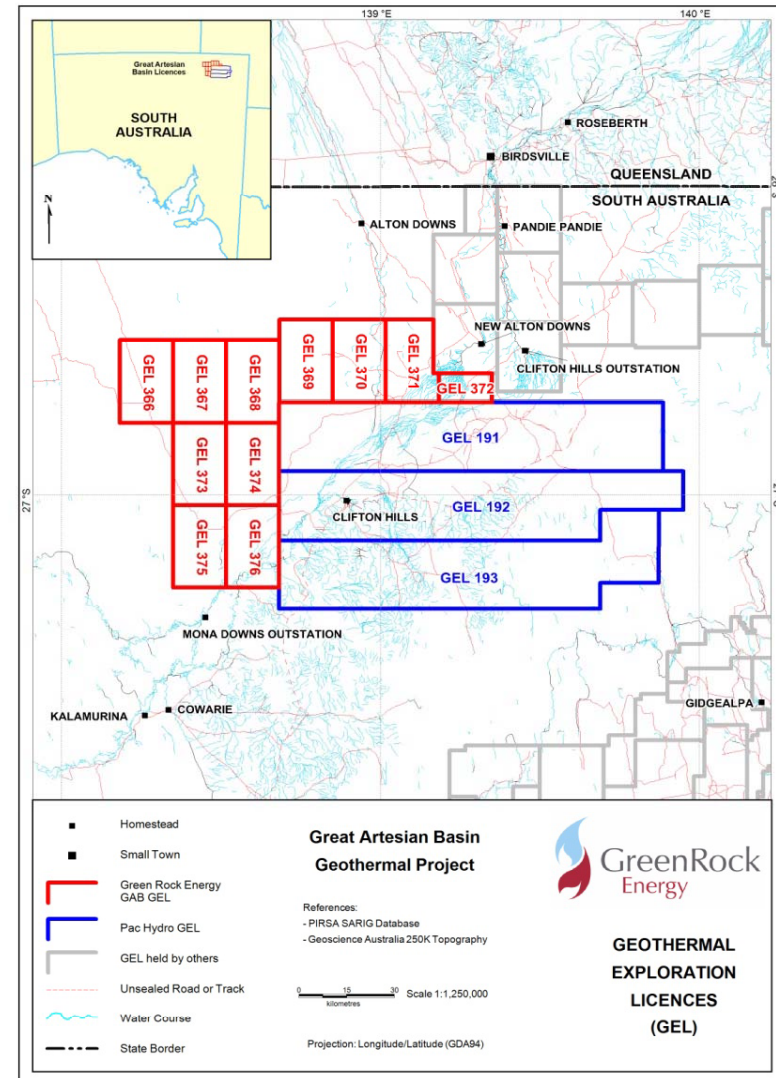 139 °E
140 °E
Great Artesian
Basin Licences
SOUTH
AUSTRALIA
N
ROSEBERTH
BIRDSVILLE
QUEENSLAND
SOUTH AUSTRALIA
ALTON DOWNS
PANDIE PANDIE
NEW ALTON DOWNS
CLIFTON HILLS OUTSTATION
GEL 366
GEL 367
GEL 368
GEL 369
GEL 370
GEL 371
GEL 372
GEL 373
GEL 374
GEL 375
GEL 376
GEL 191
27 °S
GEL 192
CLIFTON HILLS
GEL 193
MONA DOWNS OUTSTATION
KALAMURINA
COWARIE
GIDGEALPA
Homestead
Small Town
Green Rock Energy
GAB GEL
Pac Hydro GEL
GEL held by others
Unsealed Road or Track
Water Course
State Border
Great Artesian Basin
Geothermal Project
References:
- PIRSA SARIG Database
- Geoscience Australia 250K Topography
0 15 30
kilometres
Scale 1:1,250,000
Projection: Longitude/Latitude (GDA94)
GreenRock
Energy
GEOTHERMAL
EXPLORATION
LICENCES
(GEL)